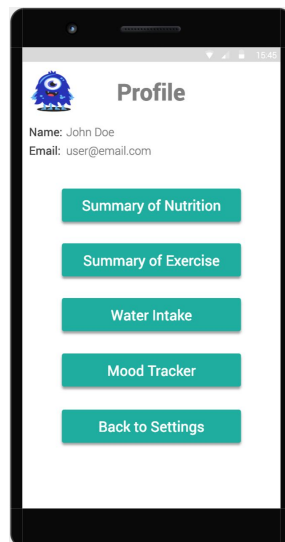 15:45
Profile
Name: John Doe
Email: user@email.com
Summary of Nutrition
Summary of Exercise
Water Intake
Mood Tracker
Back to Settings